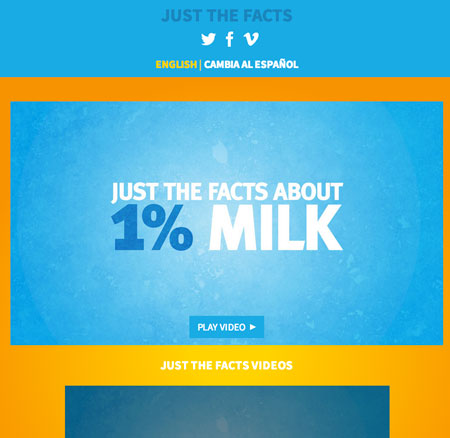 JUST THE FACTS
ENGLISH | CAMBIA AL ESPAÑOL
JUST THE FACTS ABOUT
1% MILK
PLAY VIDEO ►
JUST THE FACTS VIDEOS